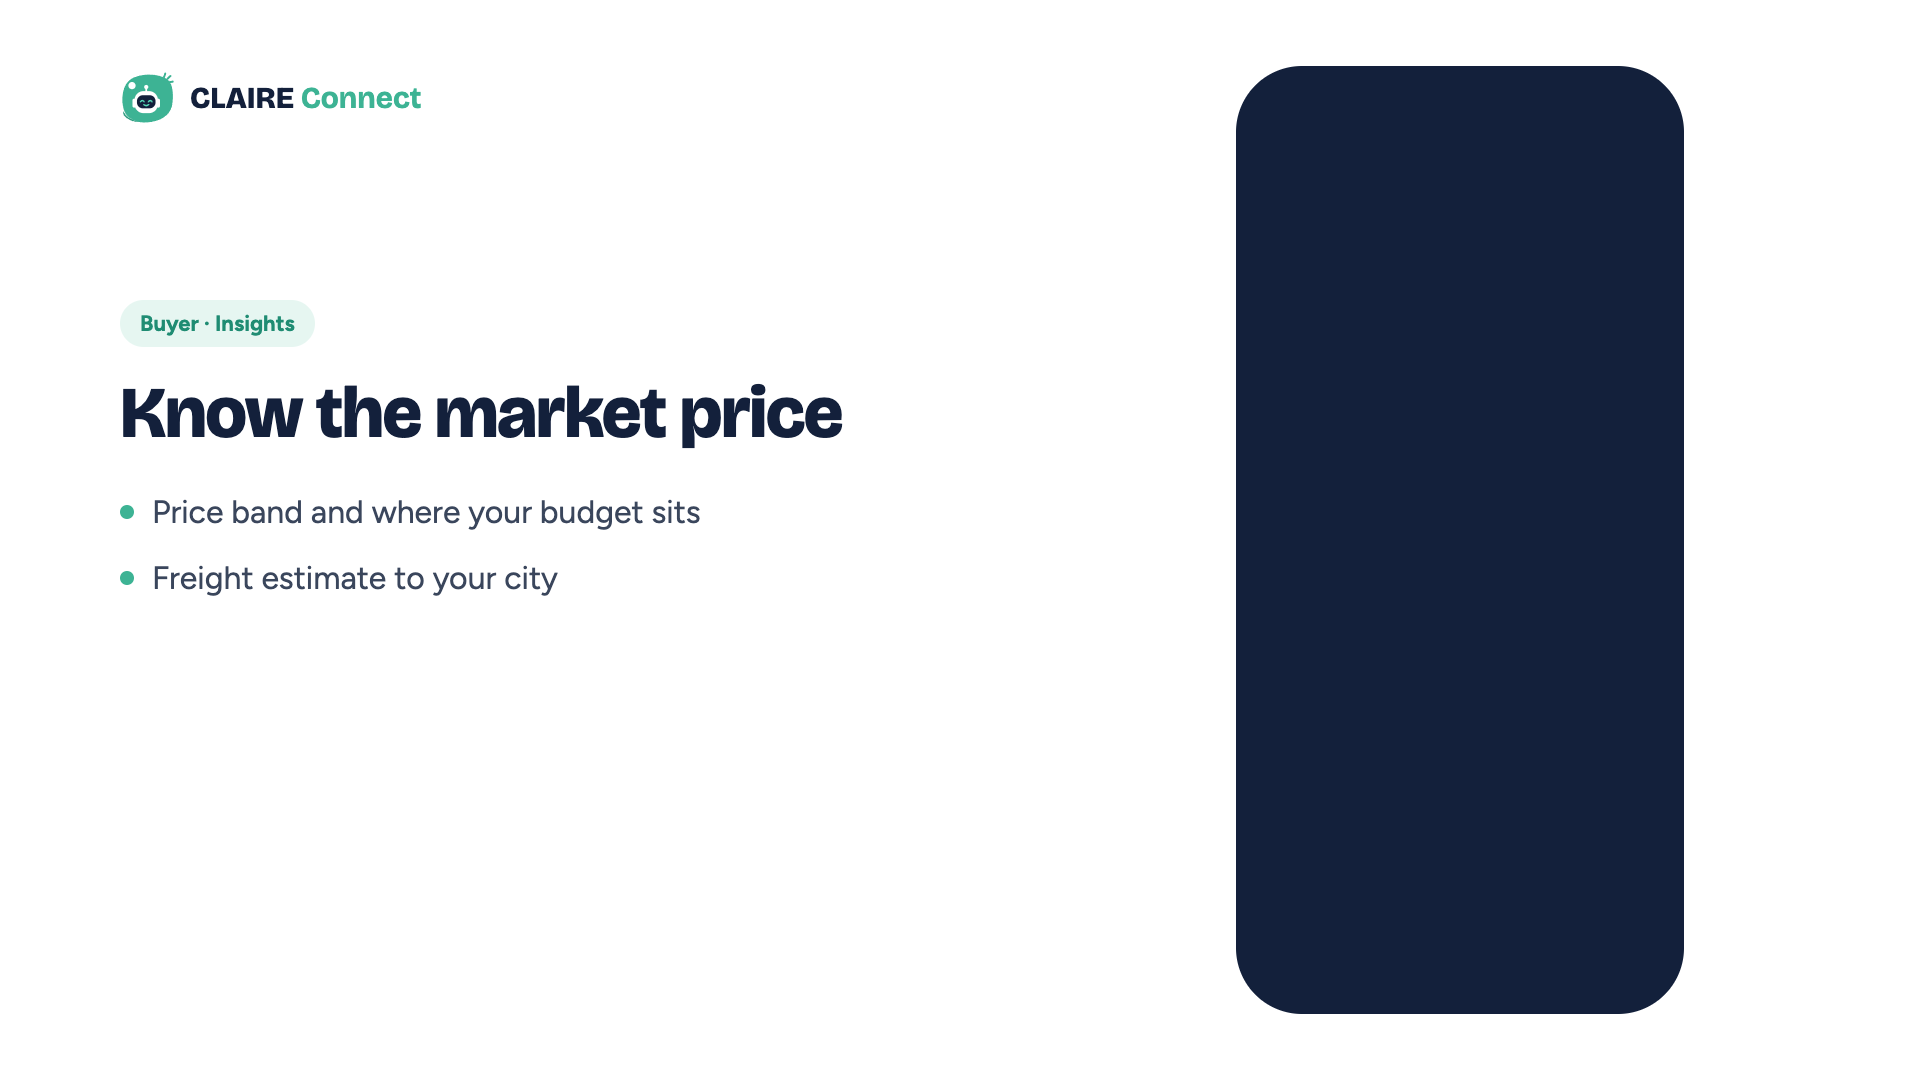 CLAIRE Connect
Buyer · Insights
Know the market price
Price band and where your budget sits
Freight estimate to your city